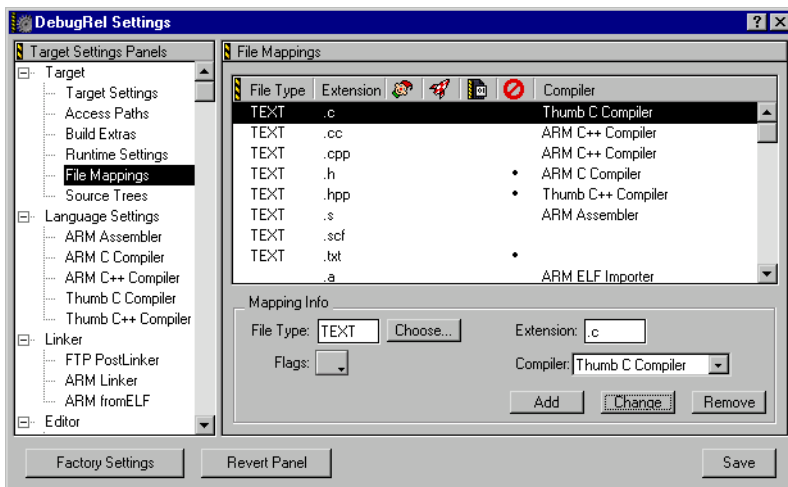 DebugRel Settings
Target Settings Panels
Target
Target Settings
Access Paths
Build Extras
Runtime Settings
File Mappings
Source Trees
Language Settings
ARM Assembler
ARM C Compiler
ARM C++ Compiler
Thumb C Compiler
Thumb C++ Compiler
Linker
FTP PostLinker
ARM Linker
ARM fromELF
Editor
File Mappings
File Type Extension Compiler
TEXT .c Thumb C Compiler
TEXT .cc ARM C++ Compiler
TEXT .cpp ARM C++ Compiler
TEXT .h • ARM C Compiler
TEXT .hpp • Thumb C++ Compiler
TEXT .s ARM Assembler
TEXT .scf
TEXT .txt •
.a ARM ELF Importer
Mapping Info
File Type: TEXT Choose... Extension: .c
Flags: Compiler: Thumb C Compiler
Add Change Remove
Factory Settings Revert Panel Save